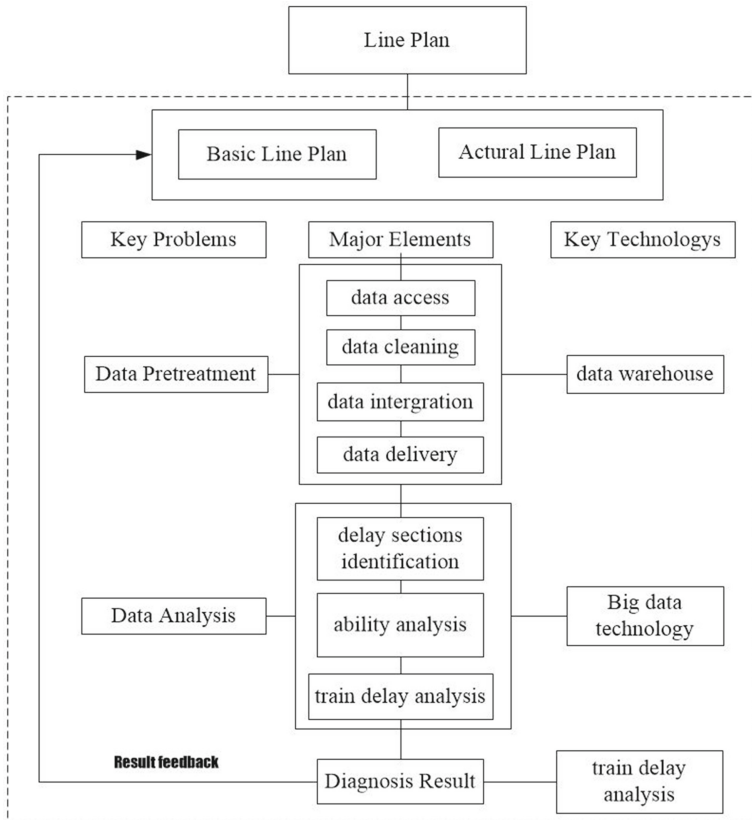 Line Plan
Basic Line Plan
Actural Line Plan
Key Problems
Major Elements
Key Technologys
data access
data cleaning
Data Pretreatment
data warehouse
data intergration
data delivery
delay sections
identification
Data Analysis
ability analysis
Big data
technology
train delay analysis
Result feedback
Diagnosis Result
train delay
analysis